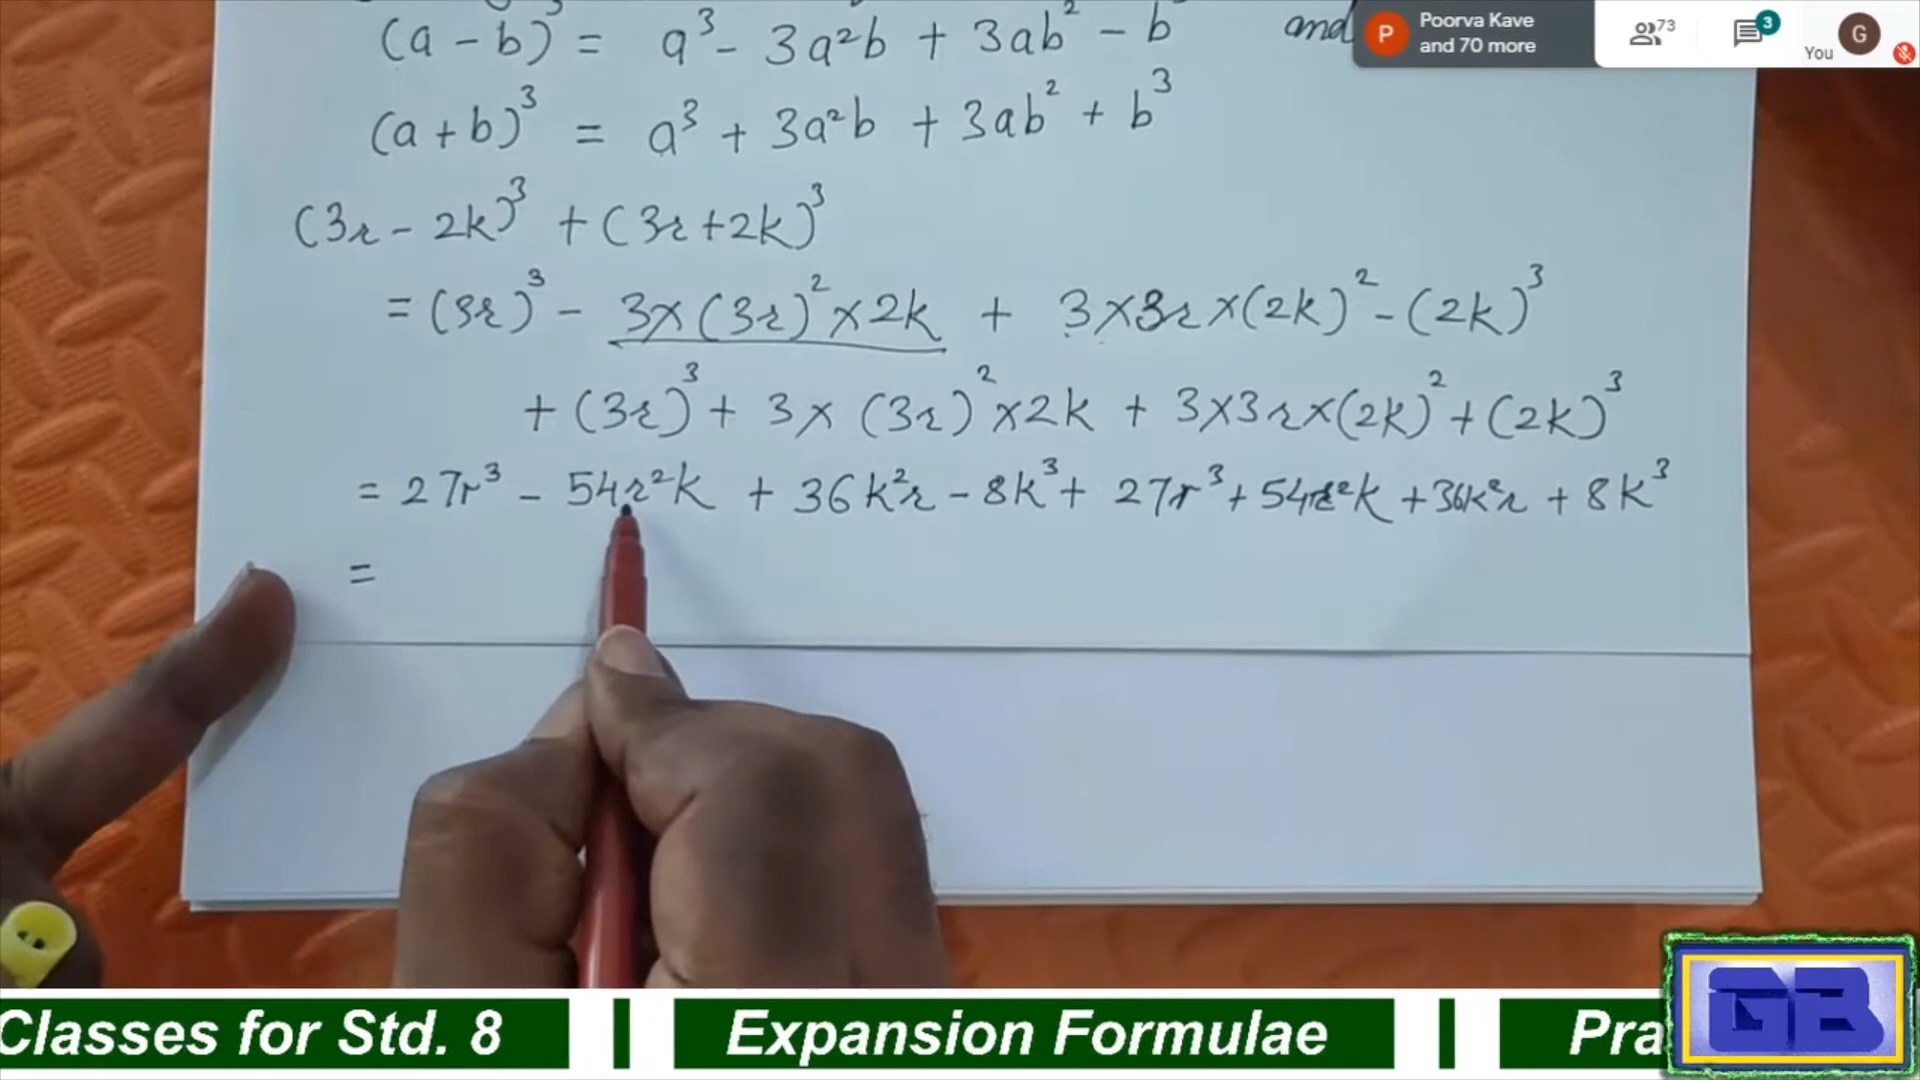 (a - b)³ = a³ - 3a²b + 3ab² - b³ and
(a + b)³ = a³ + 3a²b + 3ab² + b³
(3r - 2k)³ + (3r + 2k)³
= (3r)³ - 3×(3r)²×2k + 3×3r×(2k)² - (2k)³
+ (3r)³ + 3×(3r)²×2k + 3×3r×(2k)² + (2k)³
= 27r³ - 54r²k + 36k²r - 8k³ + 27r³ + 54r²k + 36k²r + 8k³
=
P
Poorva Kave
and 70 more
73
3
You
G
Classes for Std. 8 | Expansion Formulae | Pra
GB